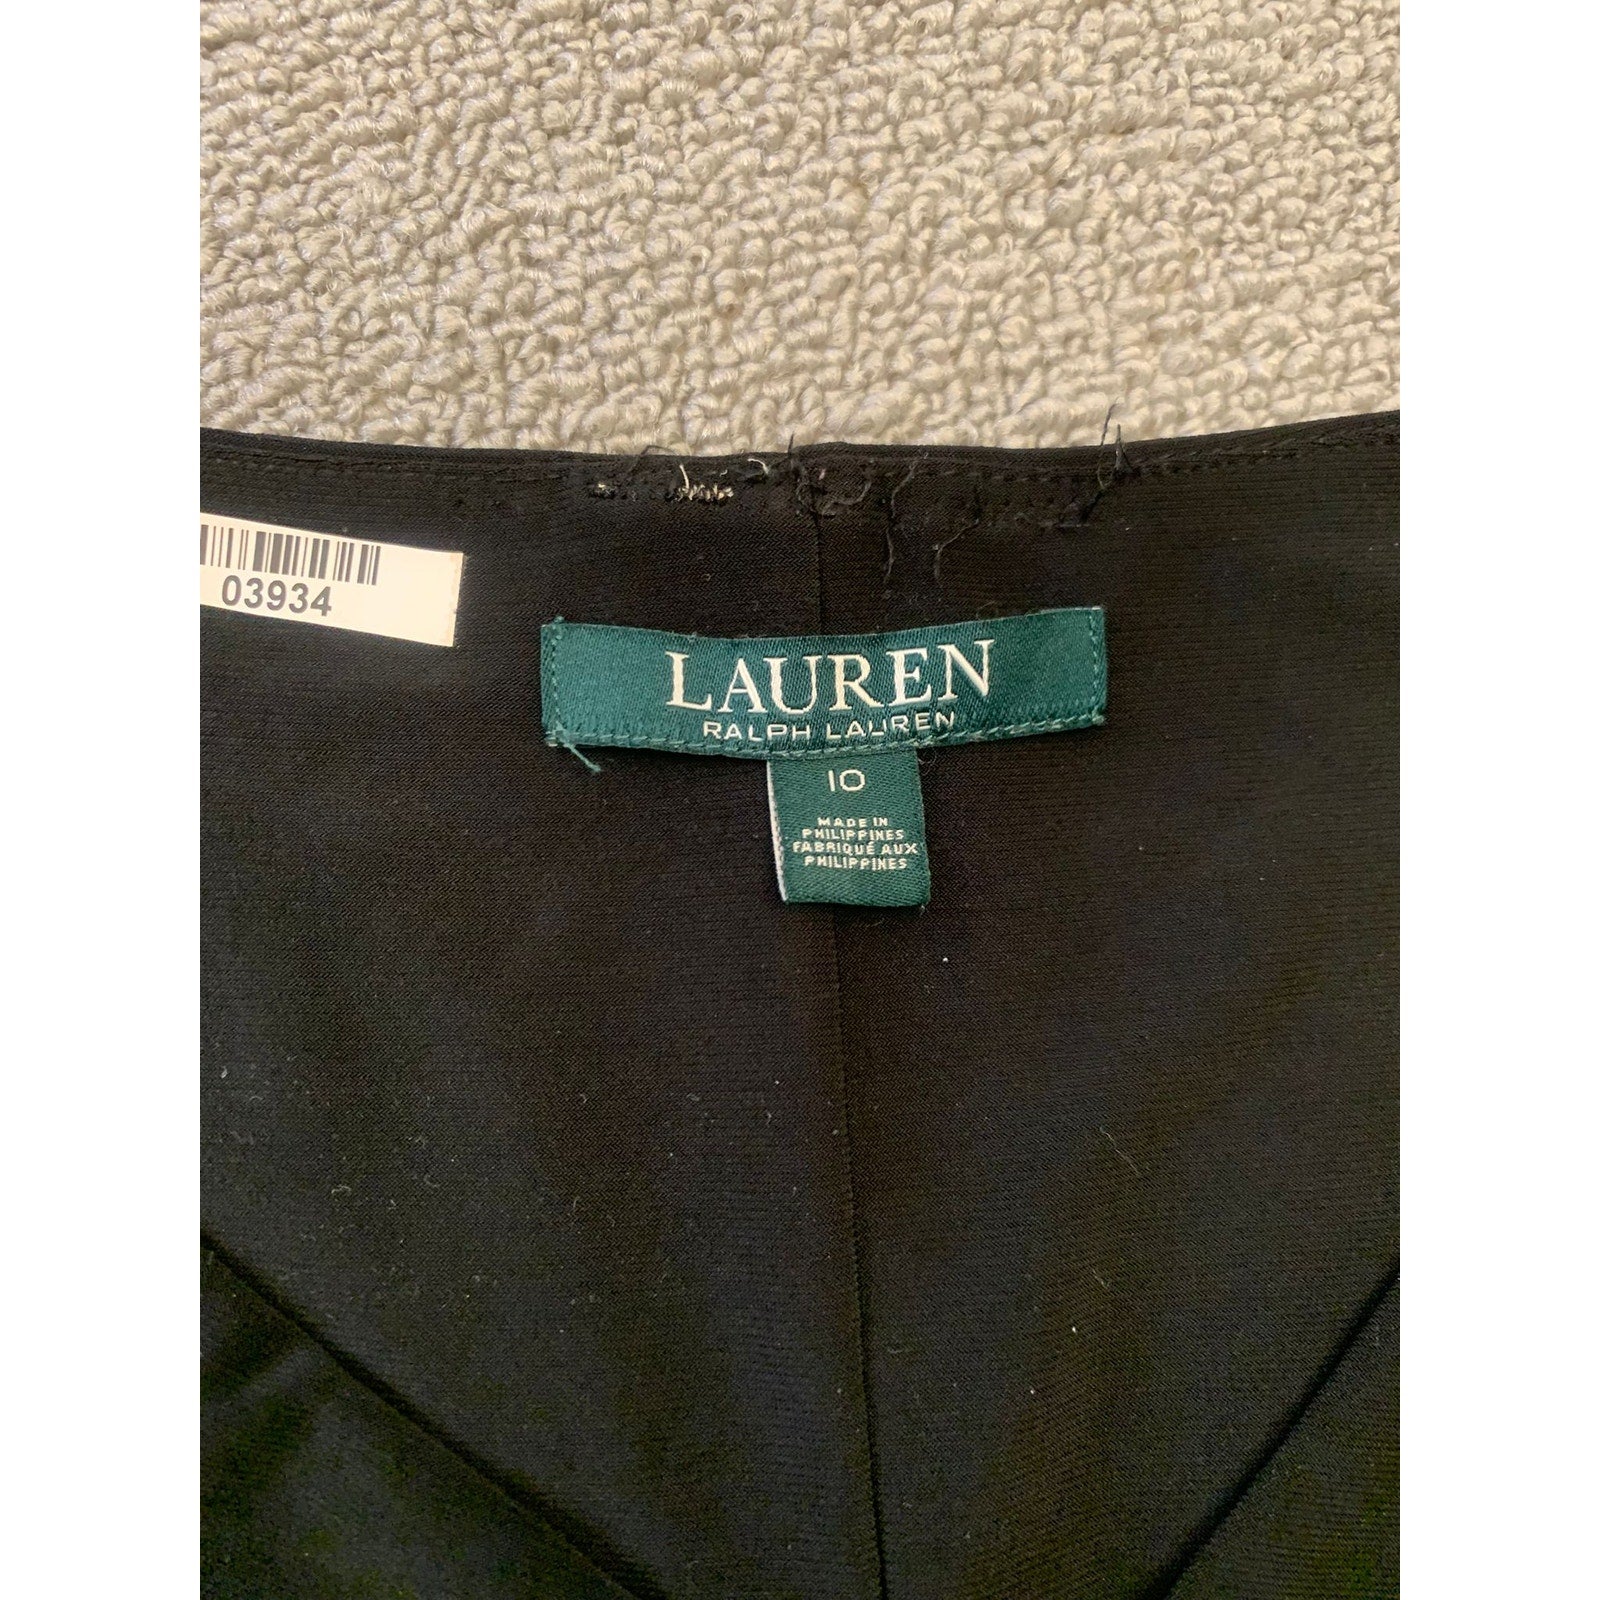 03934
LAUREN
RALPH LAUREN
10
MADE IN
PHILIPPINES
FABRIQUÉ AUX
PHILIPPINES